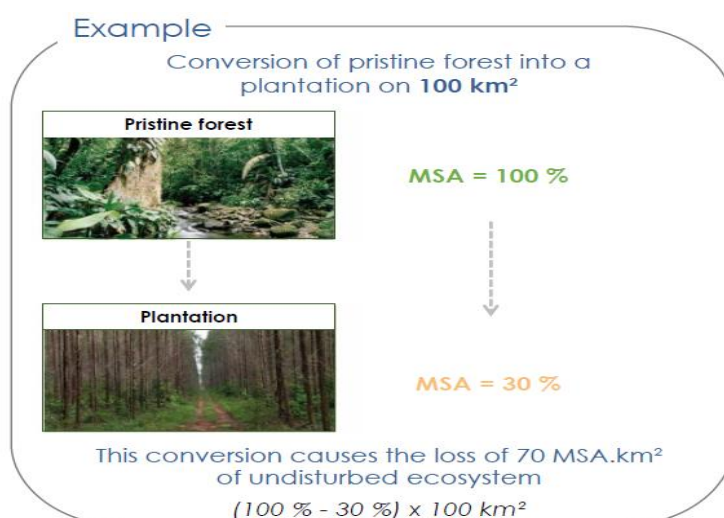 Example
Conversion of pristine forest into a
plantation on 100 km²
Pristine forest
MSA = 100 %
Plantation
MSA = 30 %
This conversion causes the loss of 70 MSA.km²
of undisturbed ecosystem
(100 % - 30 %) x 100 km²